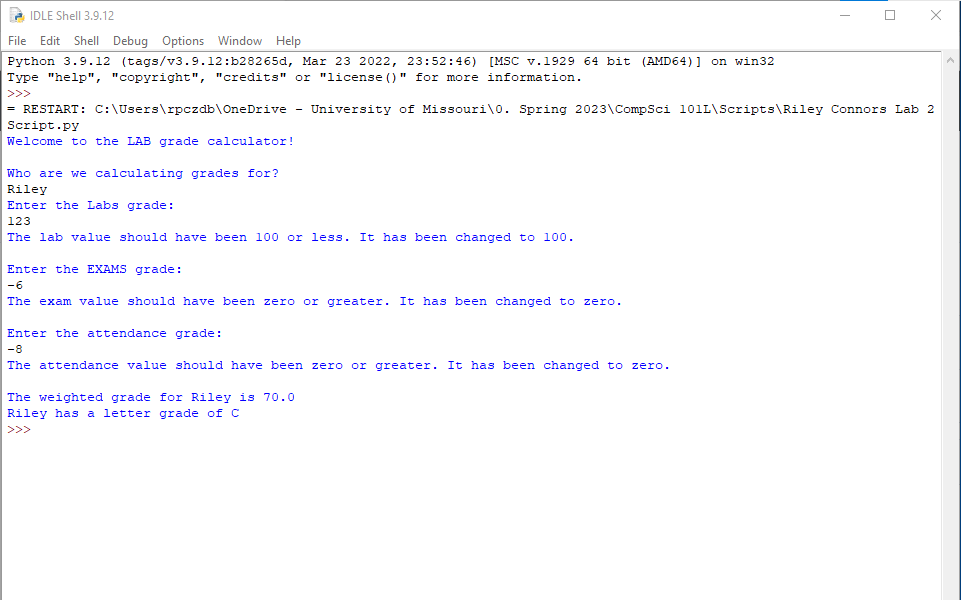 IDLE Shell 3.9.12
File Edit Shell Debug Options Window Help
Python 3.9.12 (tags/v3.9.12:b28265d, Mar 23 2022, 23:52:46) [MSC v.1929 64 bit (AMD64)] on win32
Type "help", "copyright", "credits" or "license()" for more information.
>>>
= RESTART: C:\Users\rpczdb\OneDrive - University of Missouri\0. Spring 2023\CompSci 101L\Scripts\Riley Connors Lab 2
Script.py
Welcome to the LAB grade calculator!
Who are we calculating grades for?
Riley
Enter the Labs grade:
123
The lab value should have been 100 or less. It has been changed to 100.
Enter the EXAMS grade:
-6
The exam value should have been zero or greater. It has been changed to zero.
Enter the attendance grade:
-8
The attendance value should have been zero or greater. It has been changed to zero.
The weighted grade for Riley is 70.0
Riley has a letter grade of C
>>>